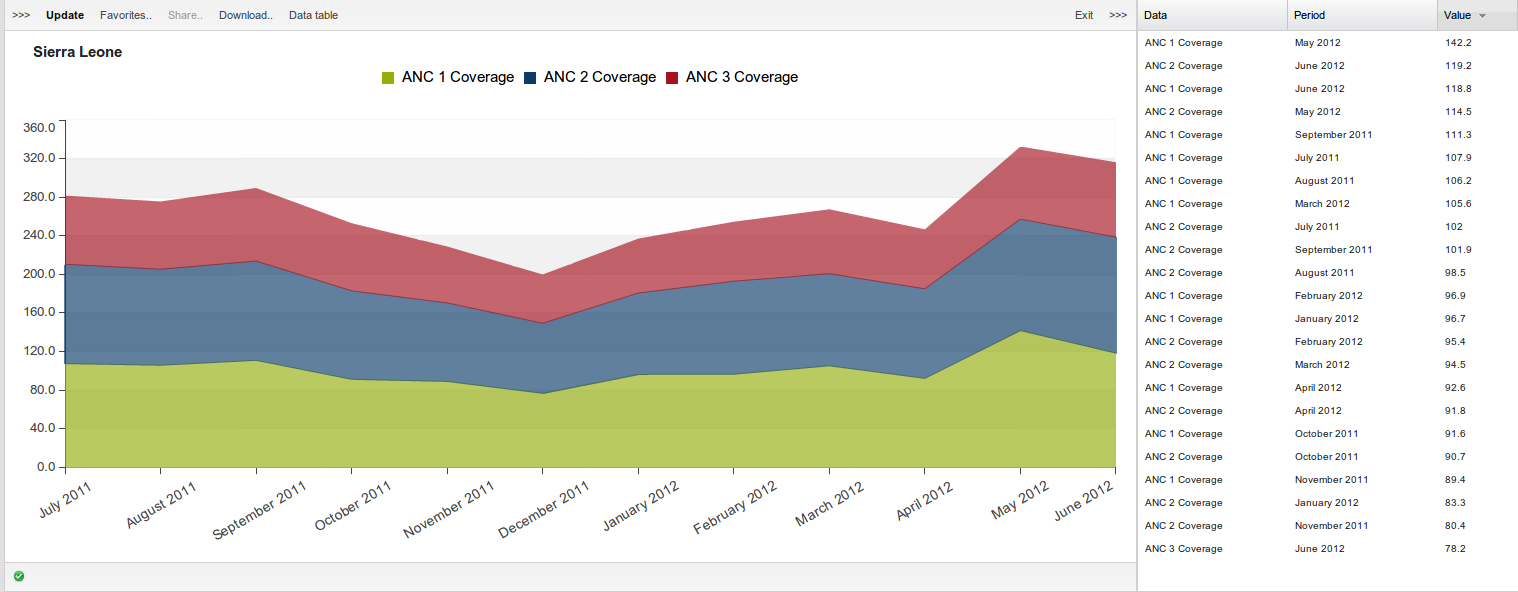 >>> Update Favorites.. Share.. Download.. Data table Exit >>>
Sierra Leone
ANC 1 Coverage ANC 2 Coverage ANC 3 Coverage
360.0
320.0
280.0
240.0
200.0
160.0
120.0
80.0
40.0
0.0
July 2011 August 2011 September 2011 October 2011 November 2011 December 2011 January 2012 February 2012 March 2012 April 2012 May 2012 June 2012
Data Period Value
ANC 1 Coverage May 2012 142.2
ANC 2 Coverage June 2012 119.2
ANC 1 Coverage June 2012 118.8
ANC 2 Coverage May 2012 114.5
ANC 1 Coverage September 2011 111.3
ANC 1 Coverage July 2011 107.9
ANC 1 Coverage August 2011 106.2
ANC 1 Coverage March 2012 105.6
ANC 2 Coverage July 2011 102
ANC 2 Coverage September 2011 101.9
ANC 2 Coverage August 2011 98.5
ANC 1 Coverage February 2012 96.9
ANC 1 Coverage January 2012 96.7
ANC 2 Coverage February 2012 95.4
ANC 2 Coverage March 2012 94.5
ANC 1 Coverage April 2012 92.6
ANC 2 Coverage April 2012 91.8
ANC 1 Coverage October 2011 91.6
ANC 2 Coverage October 2011 90.7
ANC 1 Coverage November 2011 89.4
ANC 2 Coverage January 2012 83.3
ANC 2 Coverage November 2011 80.4
ANC 3 Coverage June 2012 78.2